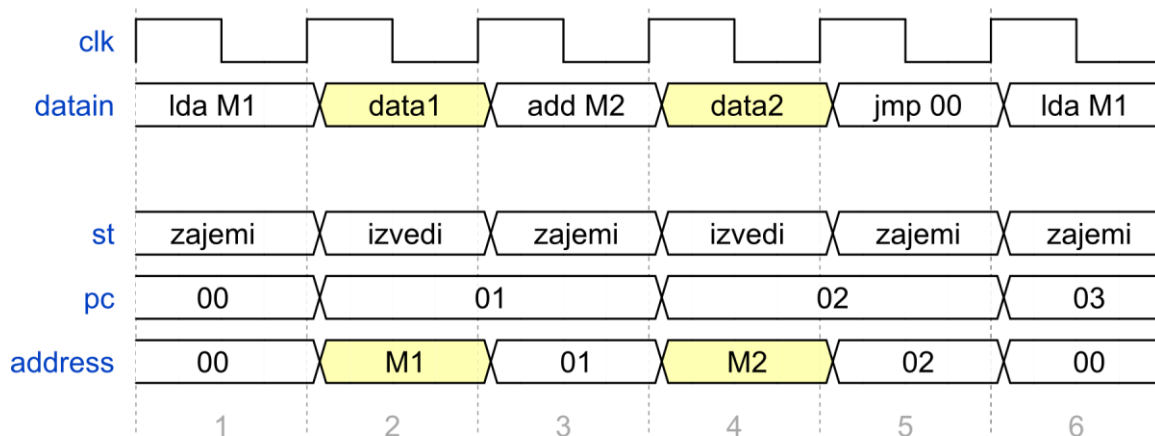 clk
datain lda M1 data1 add M2 data2 jmp 00 lda M1
st zajemi izvedi zajemi izvedi zajemi zajemi
pc 00 01 02 03
address 00 M1 01 M2 02 00
1 2 3 4 5 6